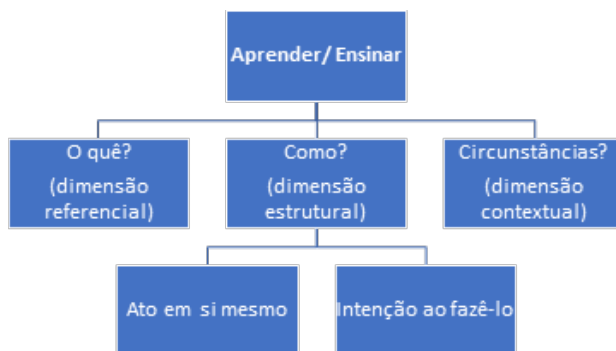 Aprender/ Ensinar
O quê?
(dimensão
referencial)
Como?
(dimensão
estrutural)
Circunstâncias?
(dimensão
contextual)
Ato em si mesmo
Intenção ao fazê-lo